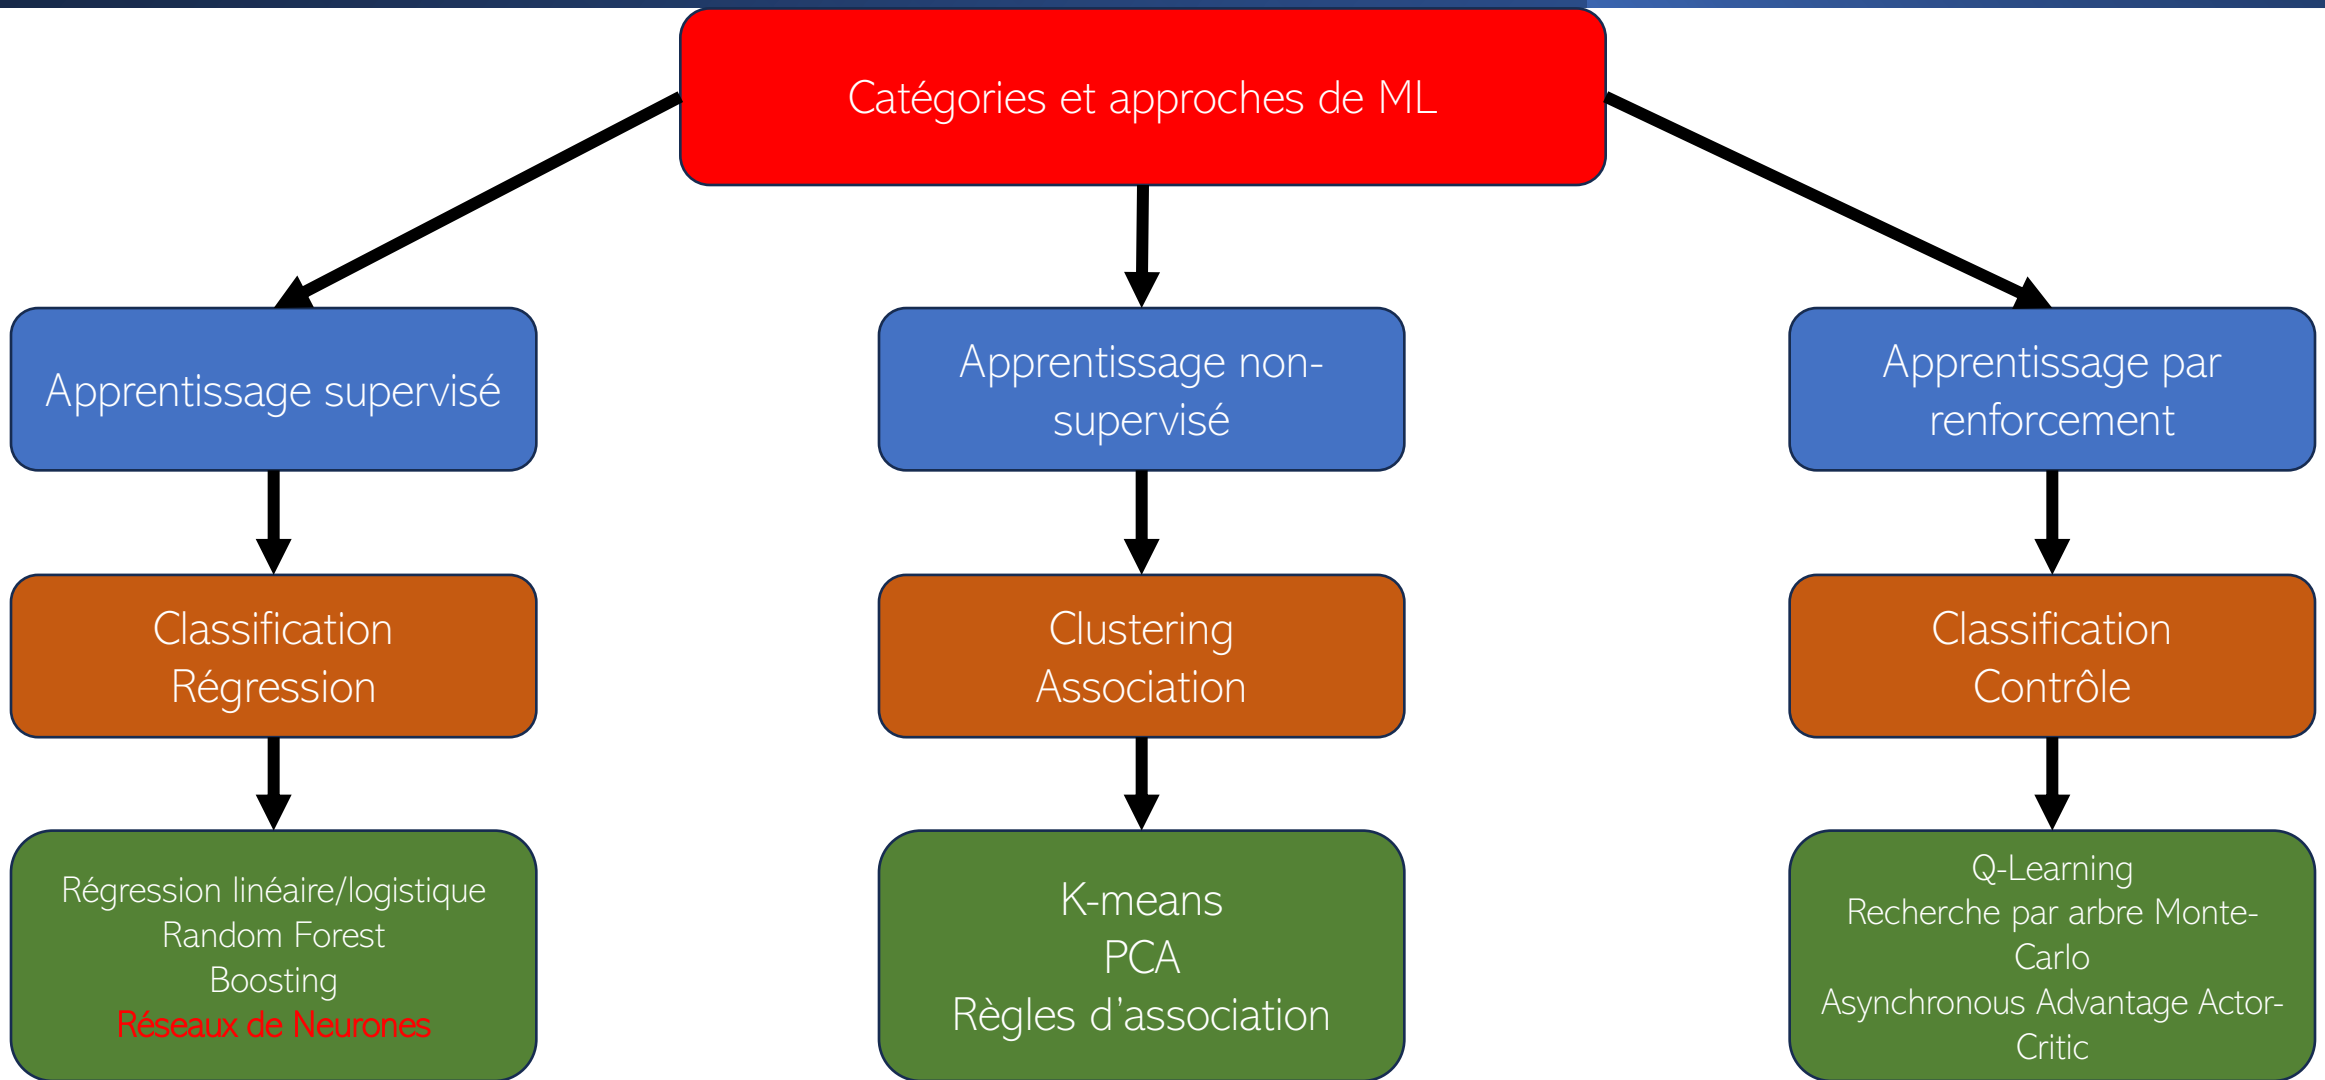 Catégories et approches de ML
Apprentissage supervisé
Apprentissage non-
supervisé
Apprentissage par
renforcement
Classification
Régression
Clustering
Association
Classification
Contrôle
Régression linéaire/logistique
Random Forest
Boosting
Réseaux de Neurones
K-means
PCA
Règles d’association
Q-Learning
Recherche par arbre Monte-
Carlo
Asynchronous Advantage Actor-
Critic